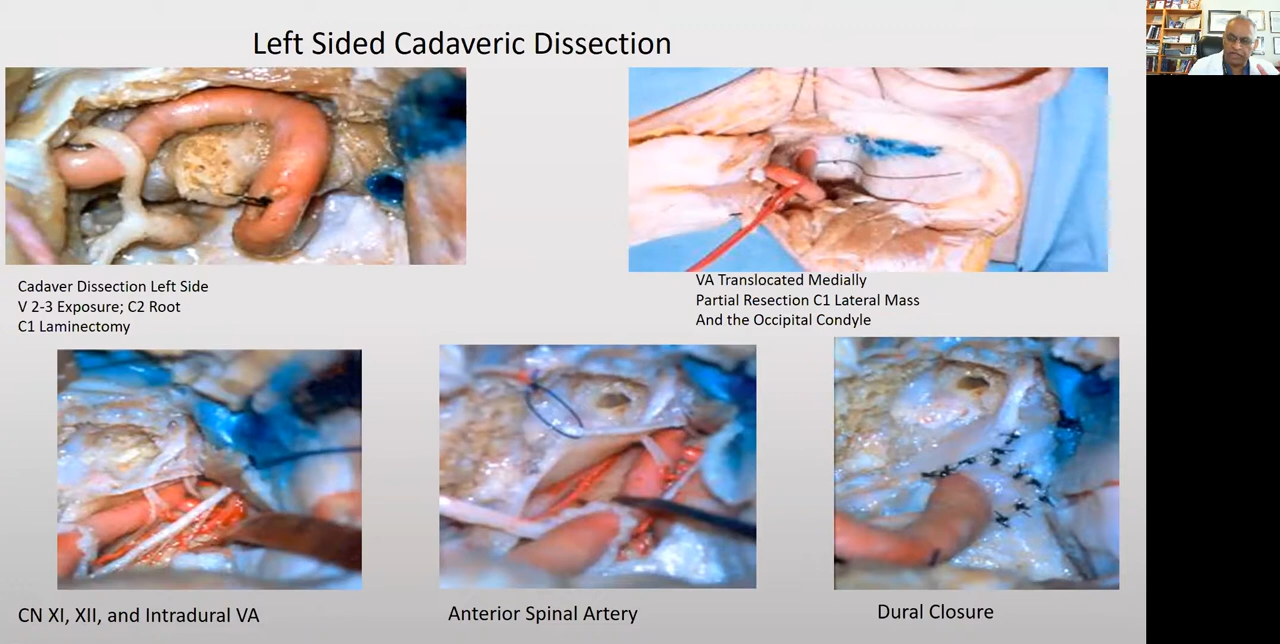 Left Sided Cadaveric Dissection
Cadaver Dissection Left Side
V 2-3 Exposure; C2 Root
C1 Laminectomy
VA Translocated Medially
Partial Resection C1 Lateral Mass
And the Occipital Condyle
CN XI, XII, and Intradural VA
Anterior Spinal Artery
Dural Closure